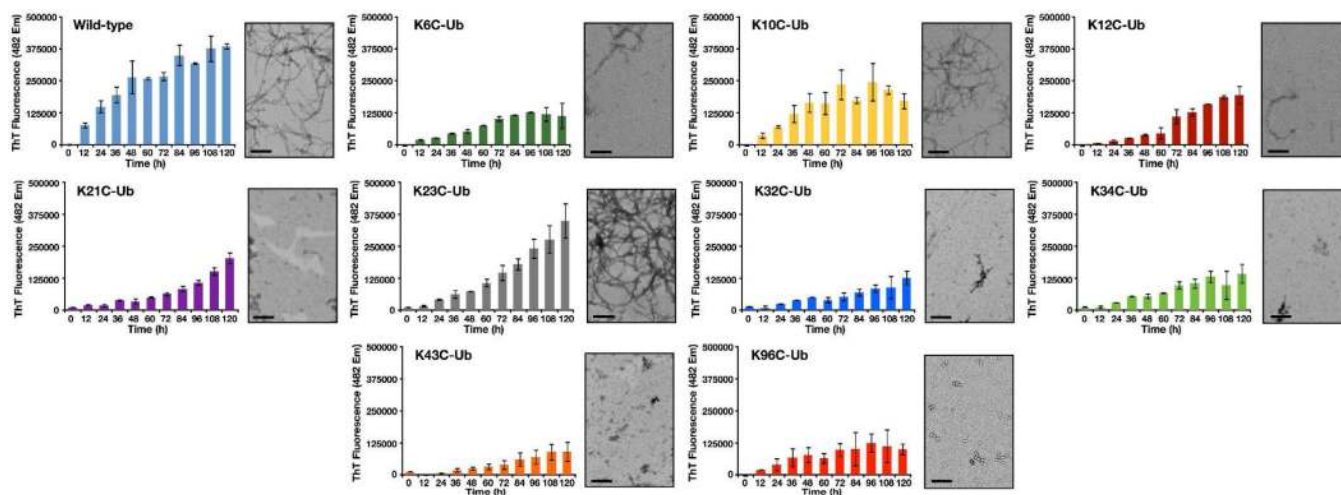 Wild-type
ThT Fluorescence (482 Em)
500000
375000
250000
125000
0
0 12 24 36 48 60 72 84 96 108 120
Time (h)
K6C-Ub
ThT Fluorescence (482 Em)
500000
375000
250000
125000
0
0 12 24 36 48 60 72 84 96 108 120
Time (h)
K10C-Ub
ThT Fluorescence (482 Em)
500000
375000
250000
125000
0
0 12 24 36 48 60 72 84 96 108 120
Time (h)
K12C-Ub
ThT Fluorescence (482 Em)
500000
375000
250000
125000
0
0 12 24 36 48 60 72 84 96 108 120
Time (h)
K21C-Ub
ThT Fluorescence (482 Em)
500000
375000
250000
125000
0
0 12 24 36 48 60 72 84 96 108 120
Time (h)
K23C-Ub
ThT Fluorescence (482 Em)
500000
375000
250000
125000
0
0 12 24 36 48 60 72 84 96 108 120
Time (h)
K32C-Ub
ThT Fluorescence (482 Em)
500000
375000
250000
125000
0
0 12 24 36 48 60 72 84 96 108 120
Time (h)
K34C-Ub
ThT Fluorescence (482 Em)
500000
375000
250000
125000
0
0 12 24 36 48 60 72 84 96 108 120
Time (h)
K43C-Ub
ThT Fluorescence (482 Em)
500000
375000
250000
125000
0
0 12 24 36 48 60 72 84 96 108 120
Time (h)
K96C-Ub
ThT Fluorescence (482 Em)
500000
375000
250000
125000
0
0 12 24 36 48 60 72 84 96 108 120
Time (h)